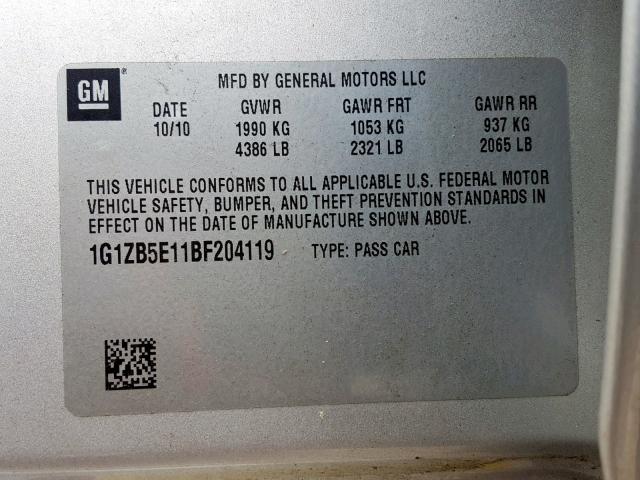 GM ®
MFD BY GENERAL MOTORS LLC
DATE GVWR GAWR FRT GAWR RR
10/10 1990 KG 1053 KG 937 KG
4386 LB 2321 LB 2065 LB
THIS VEHICLE CONFORMS TO ALL APPLICABLE U.S. FEDERAL MOTOR
VEHICLE SAFETY, BUMPER, AND THEFT PREVENTION STANDARDS IN
EFFECT ON THE DATE OF MANUFACTURE SHOWN ABOVE.
1G1ZB5E11BF204119 TYPE: PASS CAR